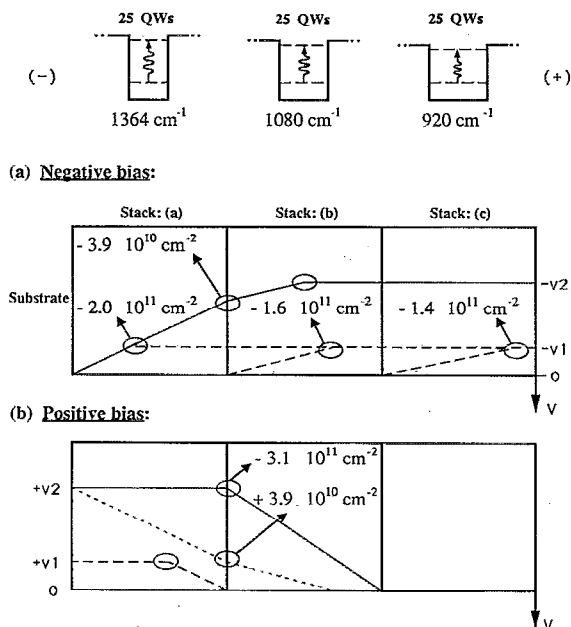 25 QWs 25 QWs 25 QWs
(-) (+)
1364 cm⁻¹ 1080 cm⁻¹ 920 cm⁻¹
(a) Negative bias:
Stack: (a) Stack: (b) Stack: (c)
- 3.9 10¹⁰ cm⁻²
-v2
Substrate - 2.0 10¹¹ cm⁻² - 1.6 10¹¹ cm⁻² - 1.4 10¹¹ cm⁻²
-v1
0
V
(b) Positive bias:
- 3.1 10¹¹ cm⁻²
+v2 + 3.9 10¹⁰ cm⁻²
+v1
0
V